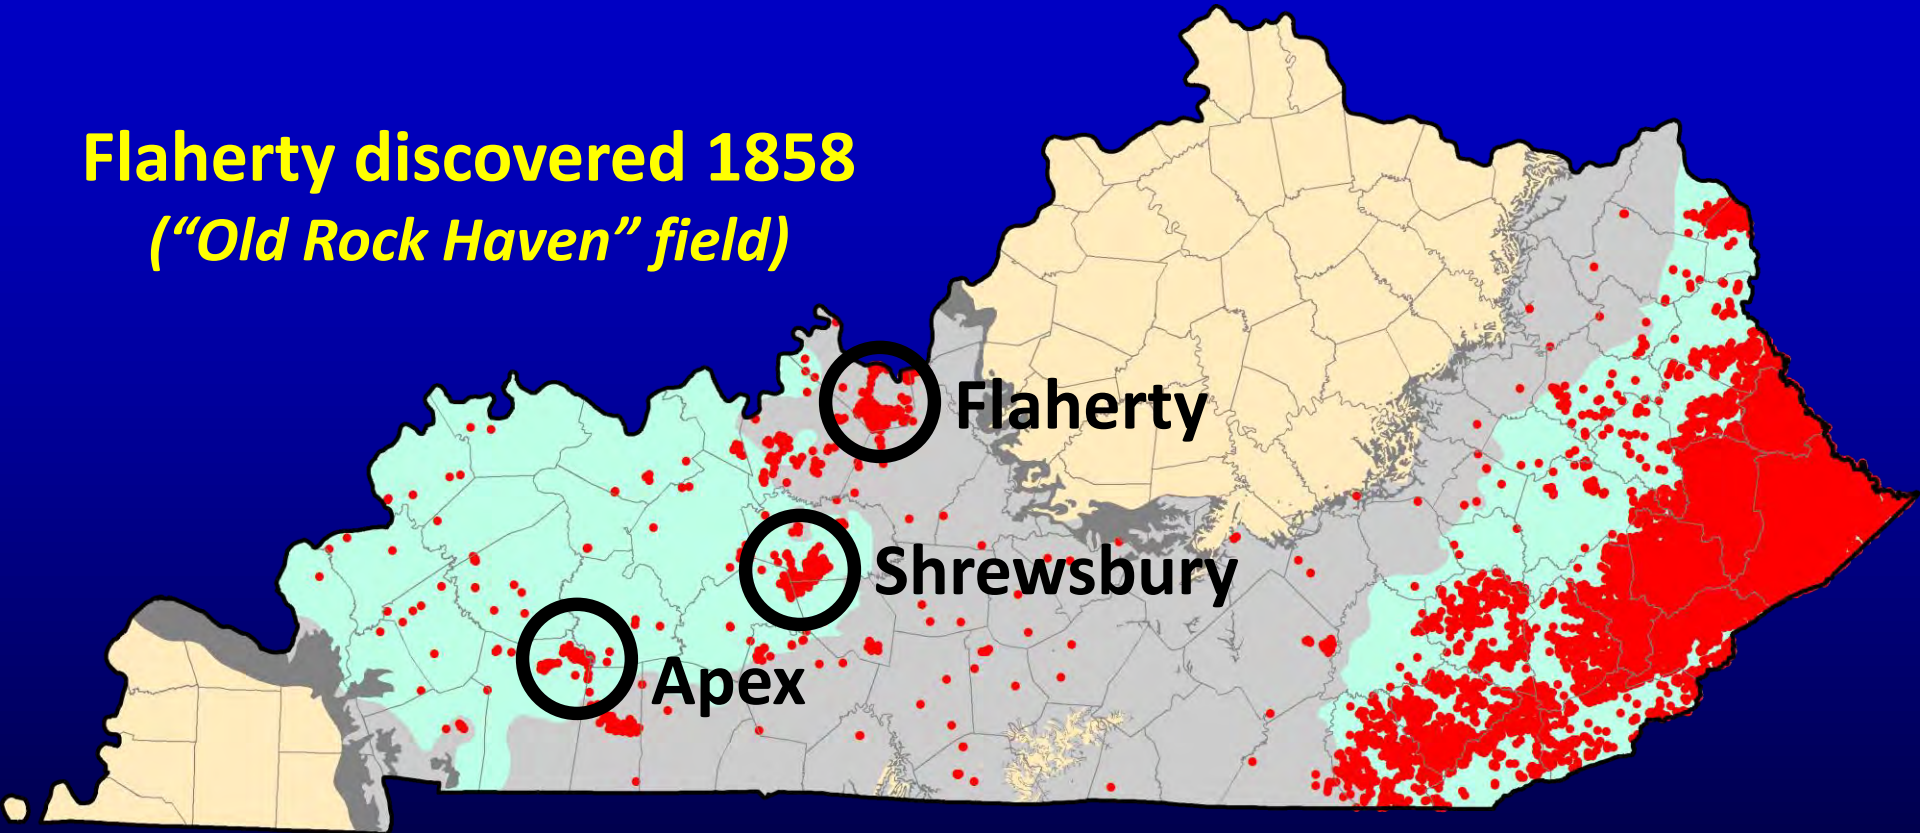 Flaherty discovered 1858
(“Old Rock Haven” field)
Flaherty
Shrewsbury
Apex